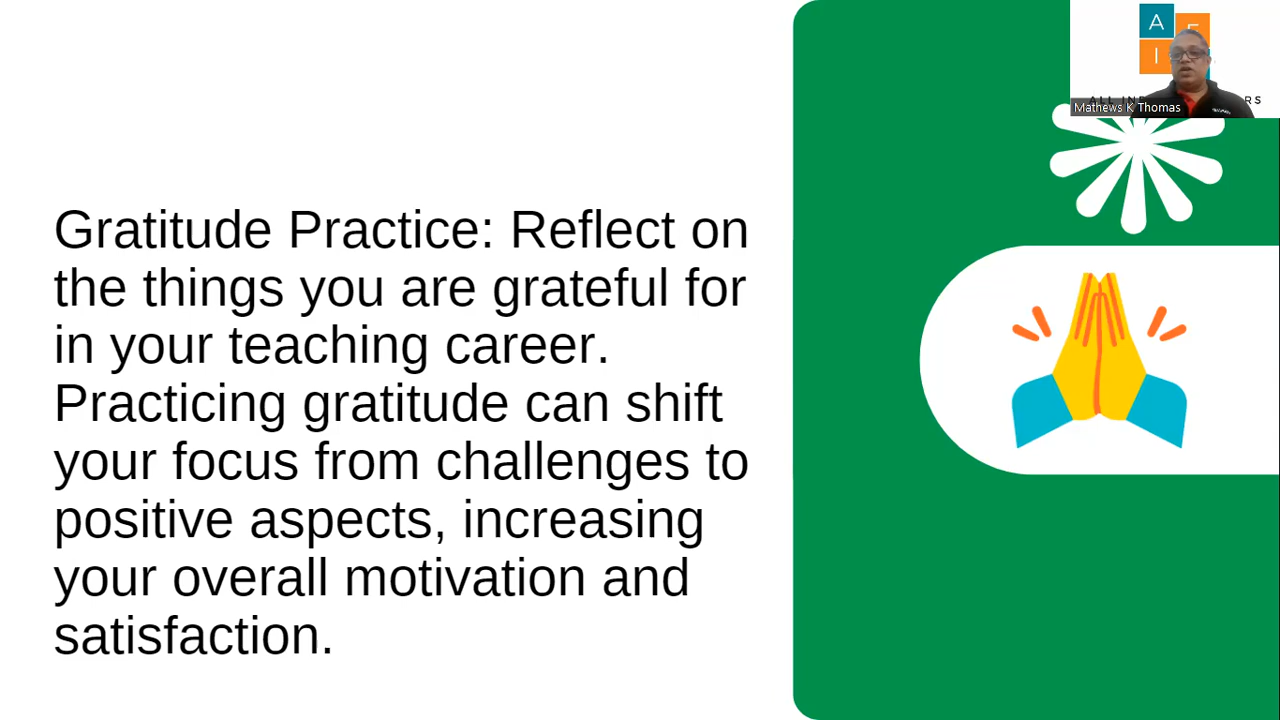 Gratitude Practice: Reflect on
the things you are grateful for
in your teaching career.
Practicing gratitude can shift
your focus from challenges to
positive aspects, increasing
your overall motivation and
satisfaction.
A
I
Mathews K Thomas